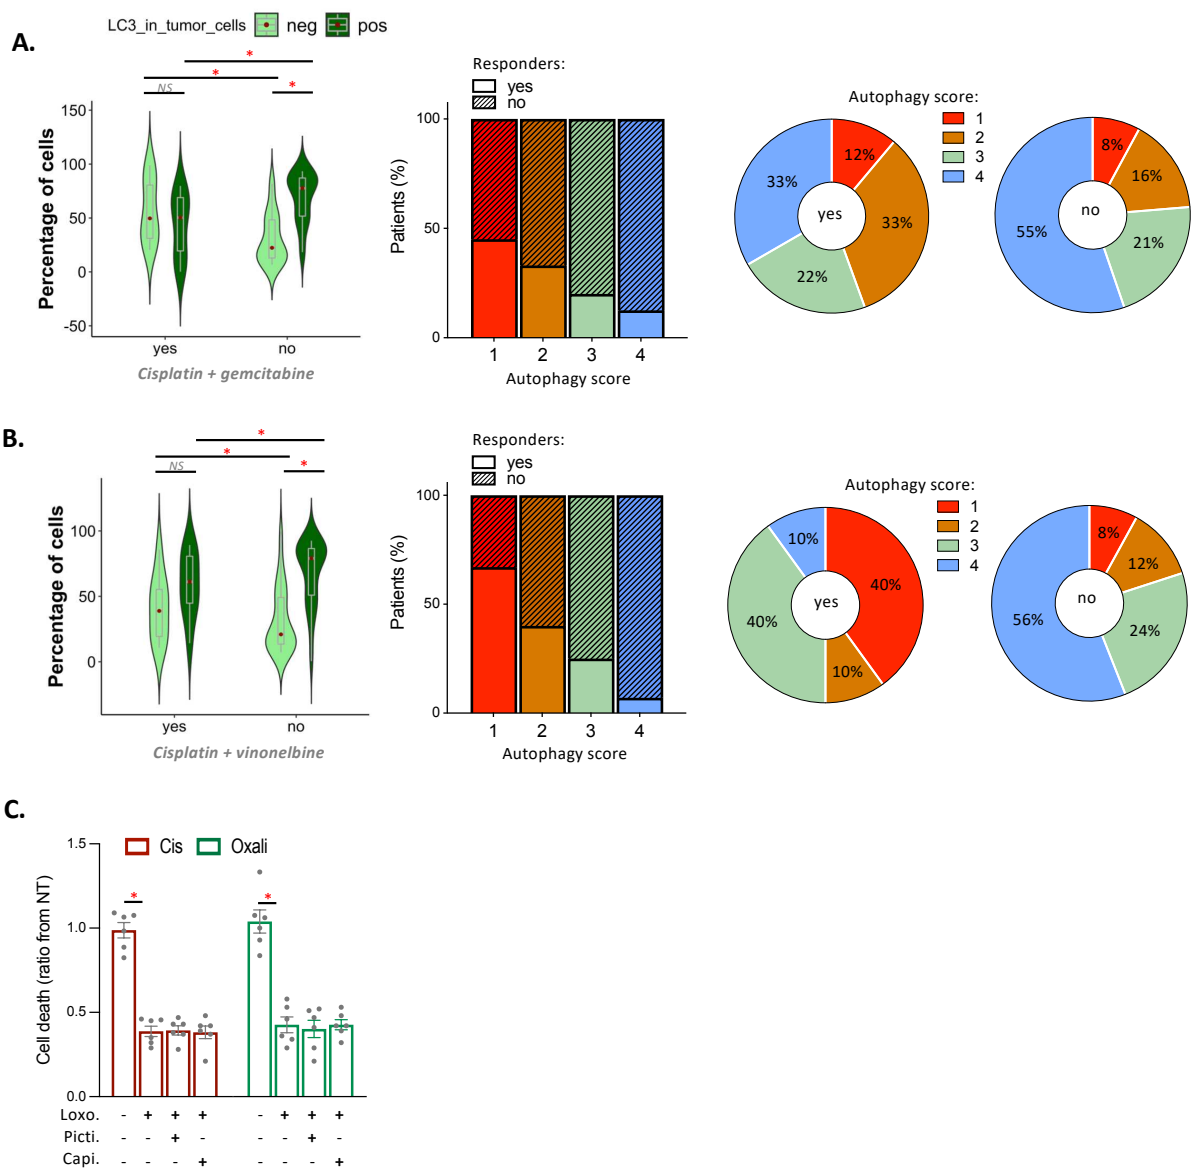 LC3_in_tumor_cells neg pos
A.
*
*
NS *
Percentage of cells
150
100
50
0
-50
yes no
Cisplatin + gemcitabine
Responders:
yes
no
Patients (%)
100
50
0
1 2 3 4
Autophagy score
Autophagy score:
1
2
3
4
12%
33%
22%
33%
yes
8%
16%
21%
55%
no
B.
*
*
NS *
Percentage of cells
100
50
0
yes no
Cisplatin + vinonelbine
Responders:
yes
no
Patients (%)
100
50
0
1 2 3 4
Autophagy score
Autophagy score:
1
2
3
4
10%
40%
40%
10%
yes
8%
12%
24%
56%
no
C.
Cis Oxali
Cell death (ratio from NT)
1.5
1.0
0.5
0.0
* *
Loxo. - + + + - + + +
Picti. - - + - - - + -
Capi. - - - + - - - +